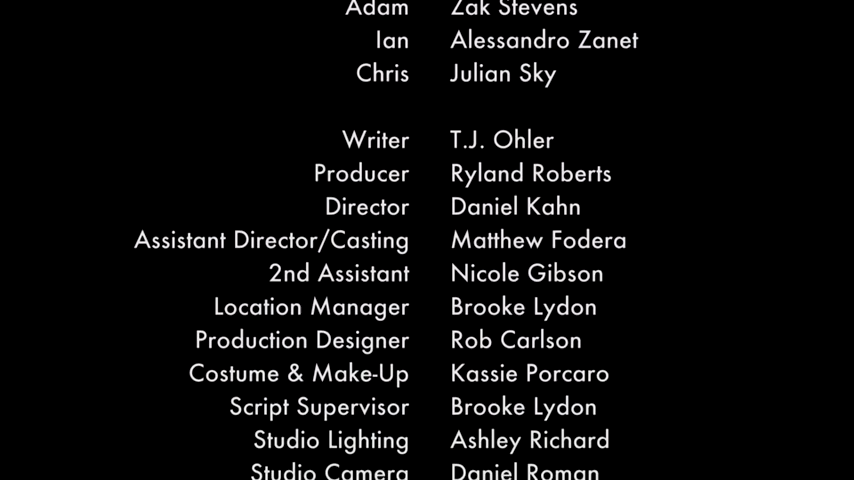 Adam Zak Stevens
Ian Alessandro Zanet
Chris Julian Sky
Writer T.J. Ohler
Producer Ryland Roberts
Director Daniel Kahn
Assistant Director/Casting Matthew Fodera
2nd Assistant Nicole Gibson
Location Manager Brooke Lydon
Production Designer Rob Carlson
Costume & Make-Up Kassie Porcaro
Script Supervisor Brooke Lydon
Studio Lighting Ashley Richard
Studio Camera Daniel Roman